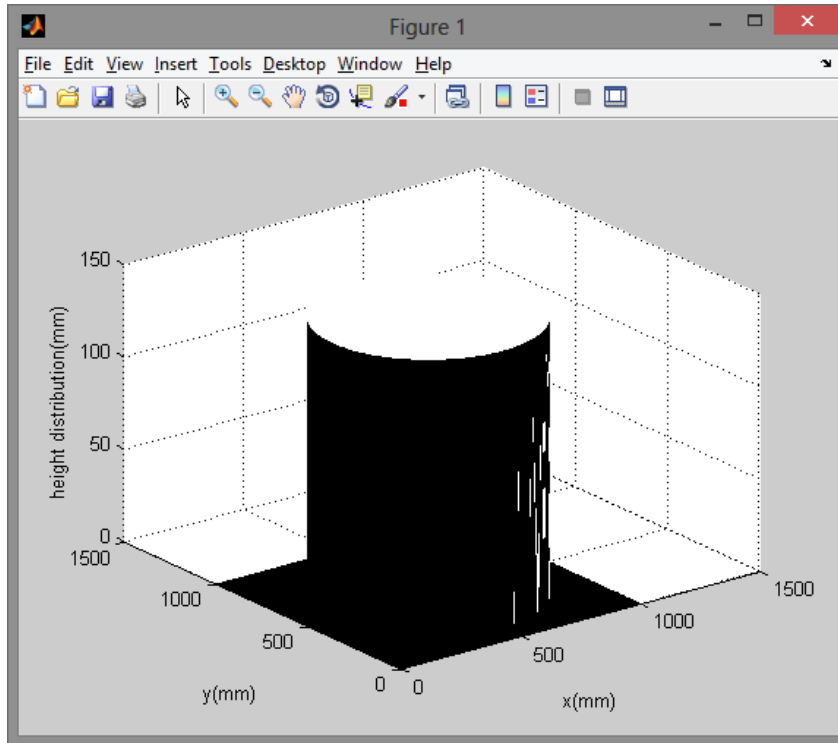 Figure 1
File Edit View Insert Tools Desktop Window Help
150
100
50
0
1500
1000
500
0
0
500
1000
1500
height distribution(mm)
y(mm)
x(mm)